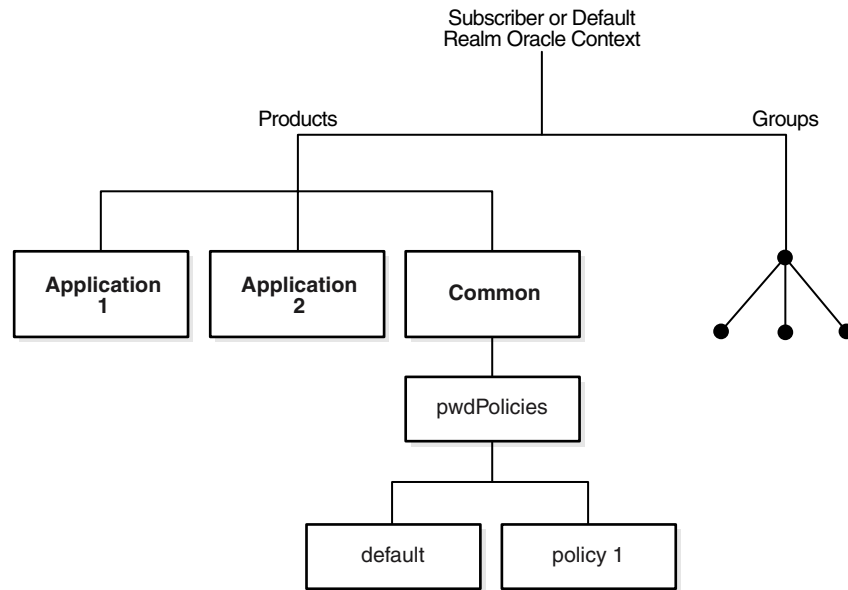 Subscriber or Default
Realm Oracle Context
Products
Groups
Application
1
Application
2
Common
pwdPolicies
default
policy 1